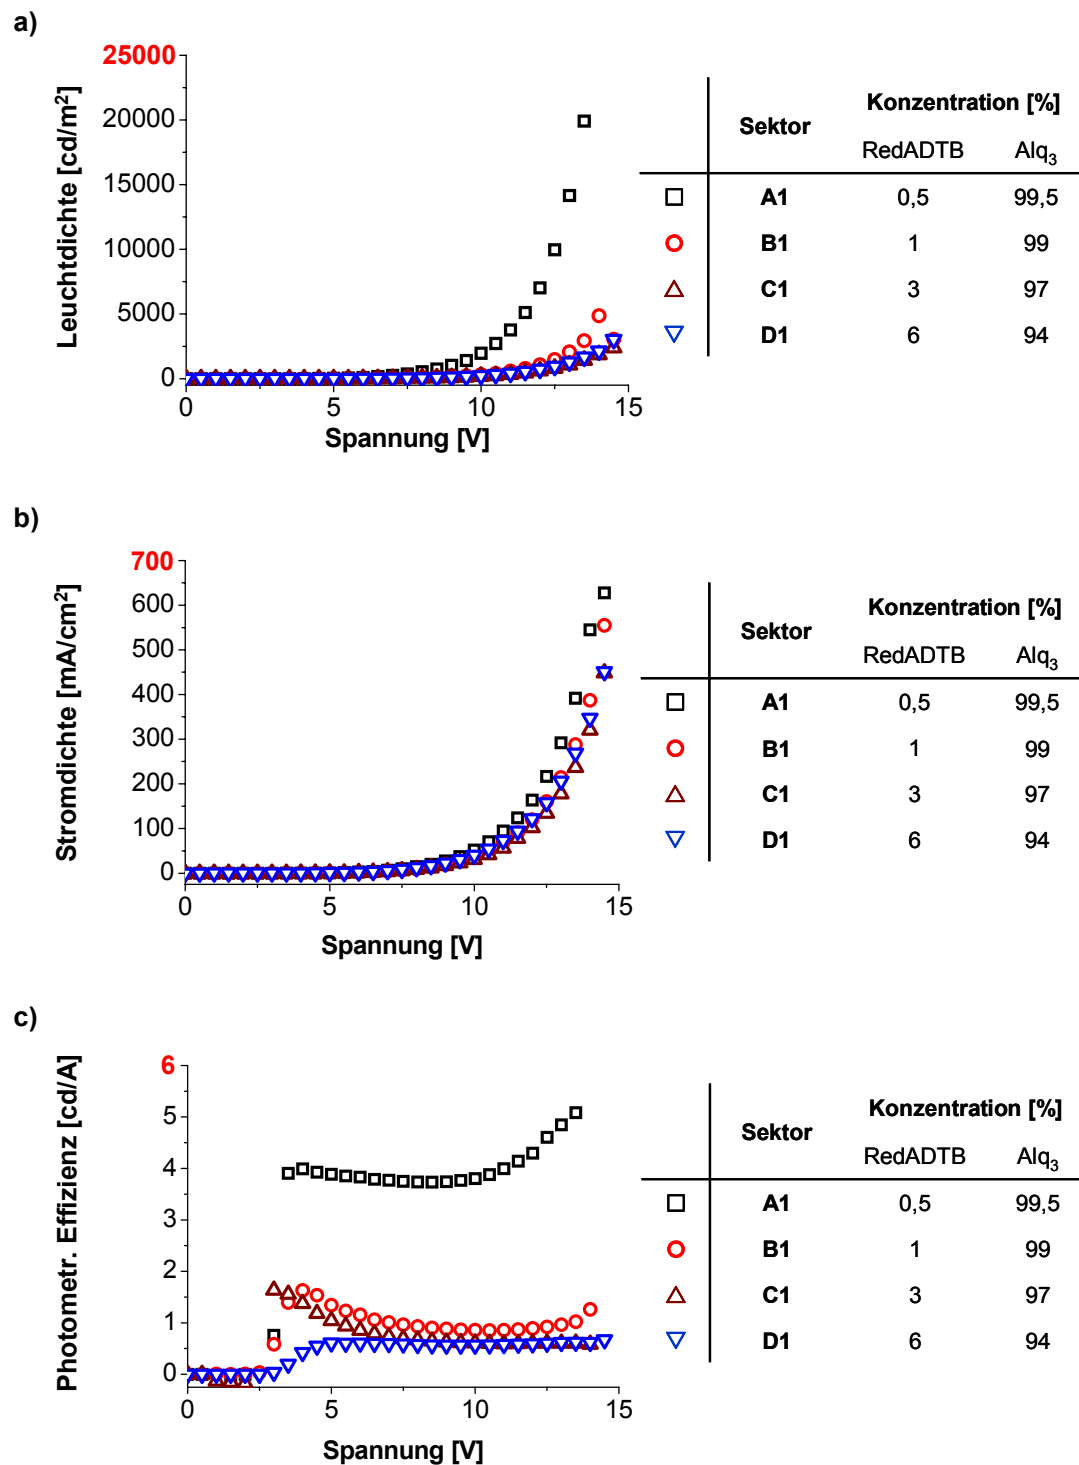 a)
Leuchtdichte [cd/m²]
25000
20000
15000
10000
5000
0
0 5 10 15
Spannung [V]
Sektor Konzentration [%]
RedADTB Alq₃
A1 0,5 99,5
B1 1 99
C1 3 97
D1 6 94
b)
Stromdichte [mA/cm²]
700
600
500
400
300
200
100
0
0 5 10 15
Spannung [V]
Sektor Konzentration [%]
RedADTB Alq₃
A1 0,5 99,5
B1 1 99
C1 3 97
D1 6 94
c)
Photometr. Effizienz [cd/A]
6
5
4
3
2
1
0
0 5 10 15
Spannung [V]
Sektor Konzentration [%]
RedADTB Alq₃
A1 0,5 99,5
B1 1 99
C1 3 97
D1 6 94